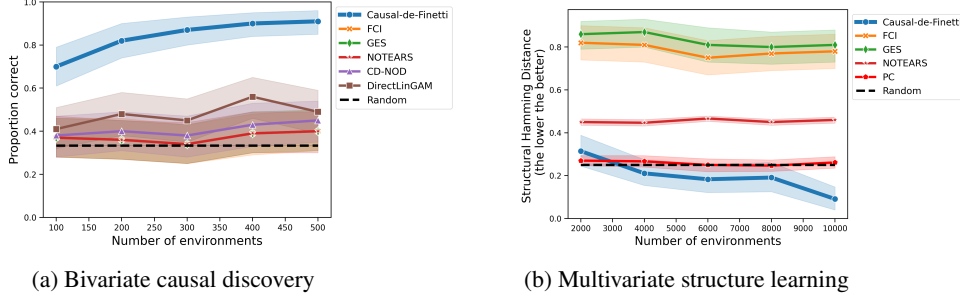 1.0
0.8
0.6
0.4
0.2
0.0
Proportion correct
100 150 200 250 300 350 400 450 500
Number of environments
Causal-de-Finetti
FCI
GES
NOTEARS
CD-NOD
DirectLinGAM
Random
(a) Bivariate causal discovery
0.8
0.6
0.4
0.2
0.0
Structural Hamming Distance
(the lower the better)
2000 3000 4000 5000 6000 7000 8000 9000 10000
Number of environments
Causal-de-Finetti
FCI
GES
NOTEARS
PC
Random
(b) Multivariate structure learning